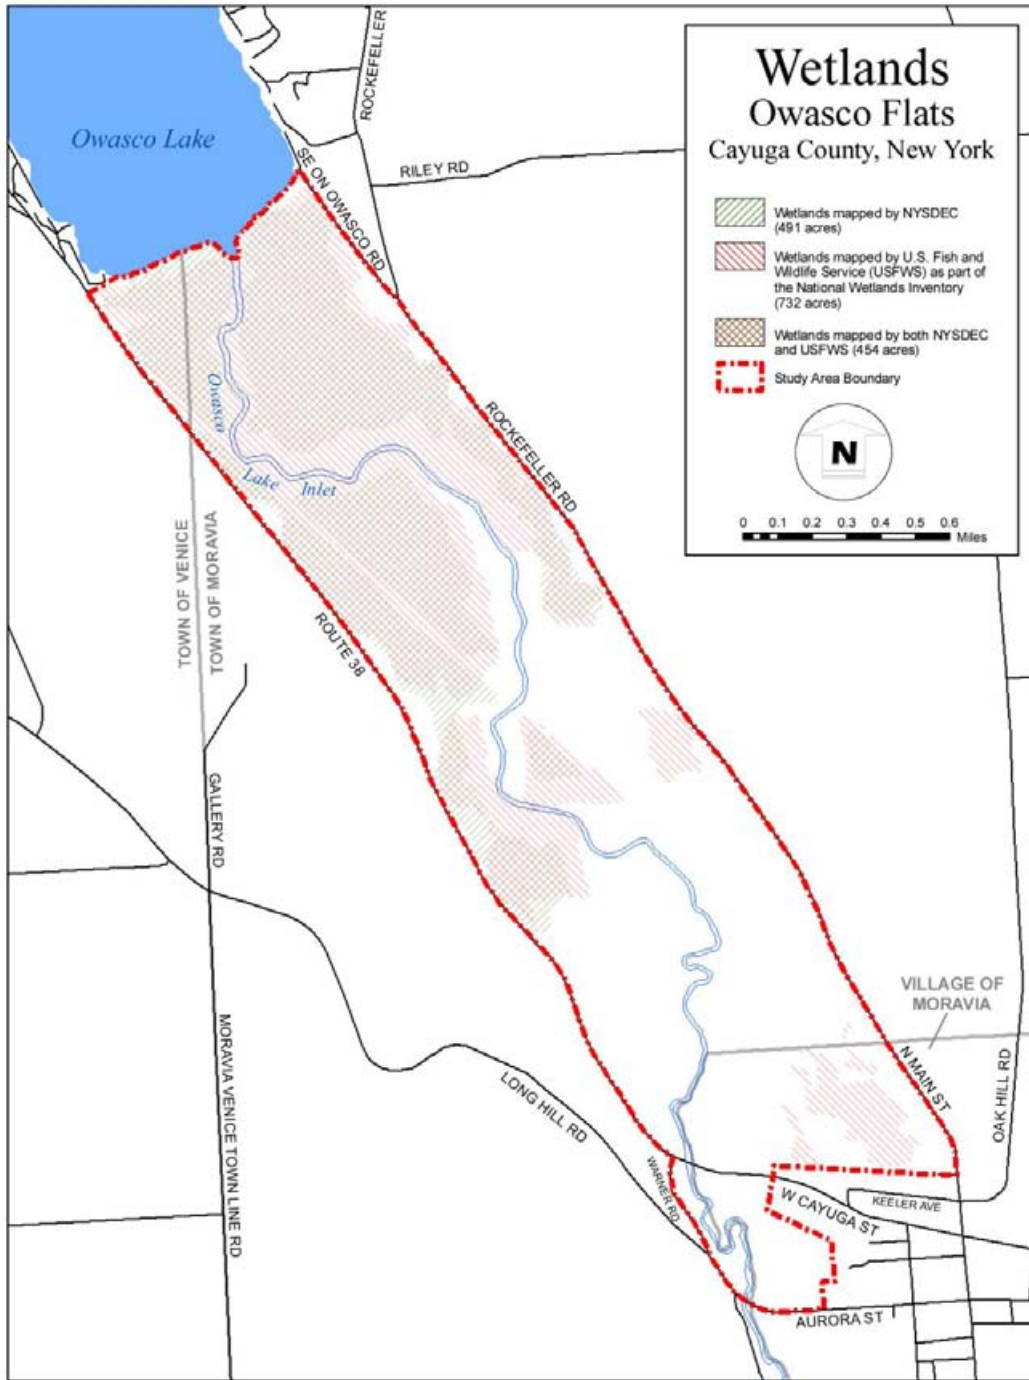 Wetlands
Owasco Flats
Cayuga County, New York
Wetlands mapped by NYSDEC
(491 acres)
Wetlands mapped by U.S. Fish and
Wildlife Service (USFWS) as part of
the National Wetlands Inventory
(732 acres)
Wetlands mapped by both NYSDEC
and USFWS (454 acres)
Study Area Boundary
N
0 0.1 0.2 0.3 0.4 0.5 0.6
Miles
Owasco Lake
ROCKEFELLER
RILEY RD
SE ON OWASCO RD
Owasco
Lake
Inlet
ROCKEFELLER RD
TOWN OF VENICE
TOWN OF MORAVIA
ROUTE 38
GALLERY RD
VILLAGE OF
MORAVIA
MORAVIA VENICE TOWN LINE RD
LONG HILL RD
N MAIN ST
OAK HILL RD
WARNER RD
W CAYUGA ST
KEELER AVE
AURORA ST